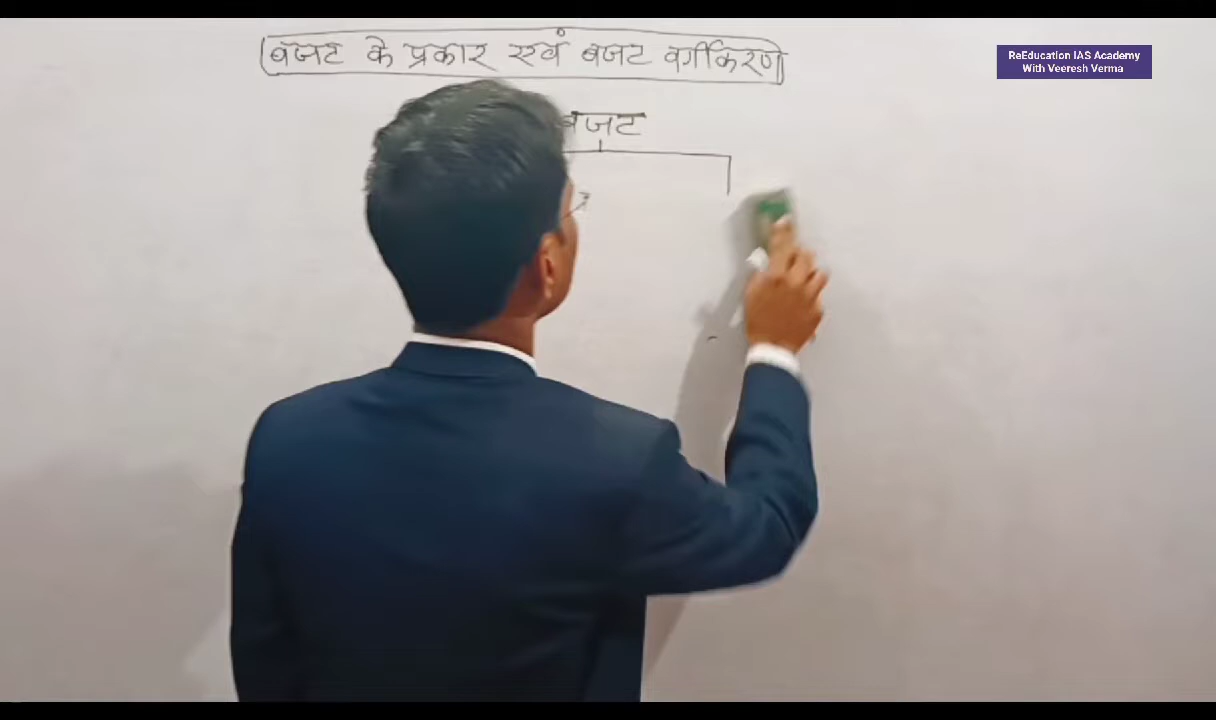 बजट के प्रकार एवं बजट वर्गीकरण
ReEducation IAS Academy
With Veeresh Verma
बजट